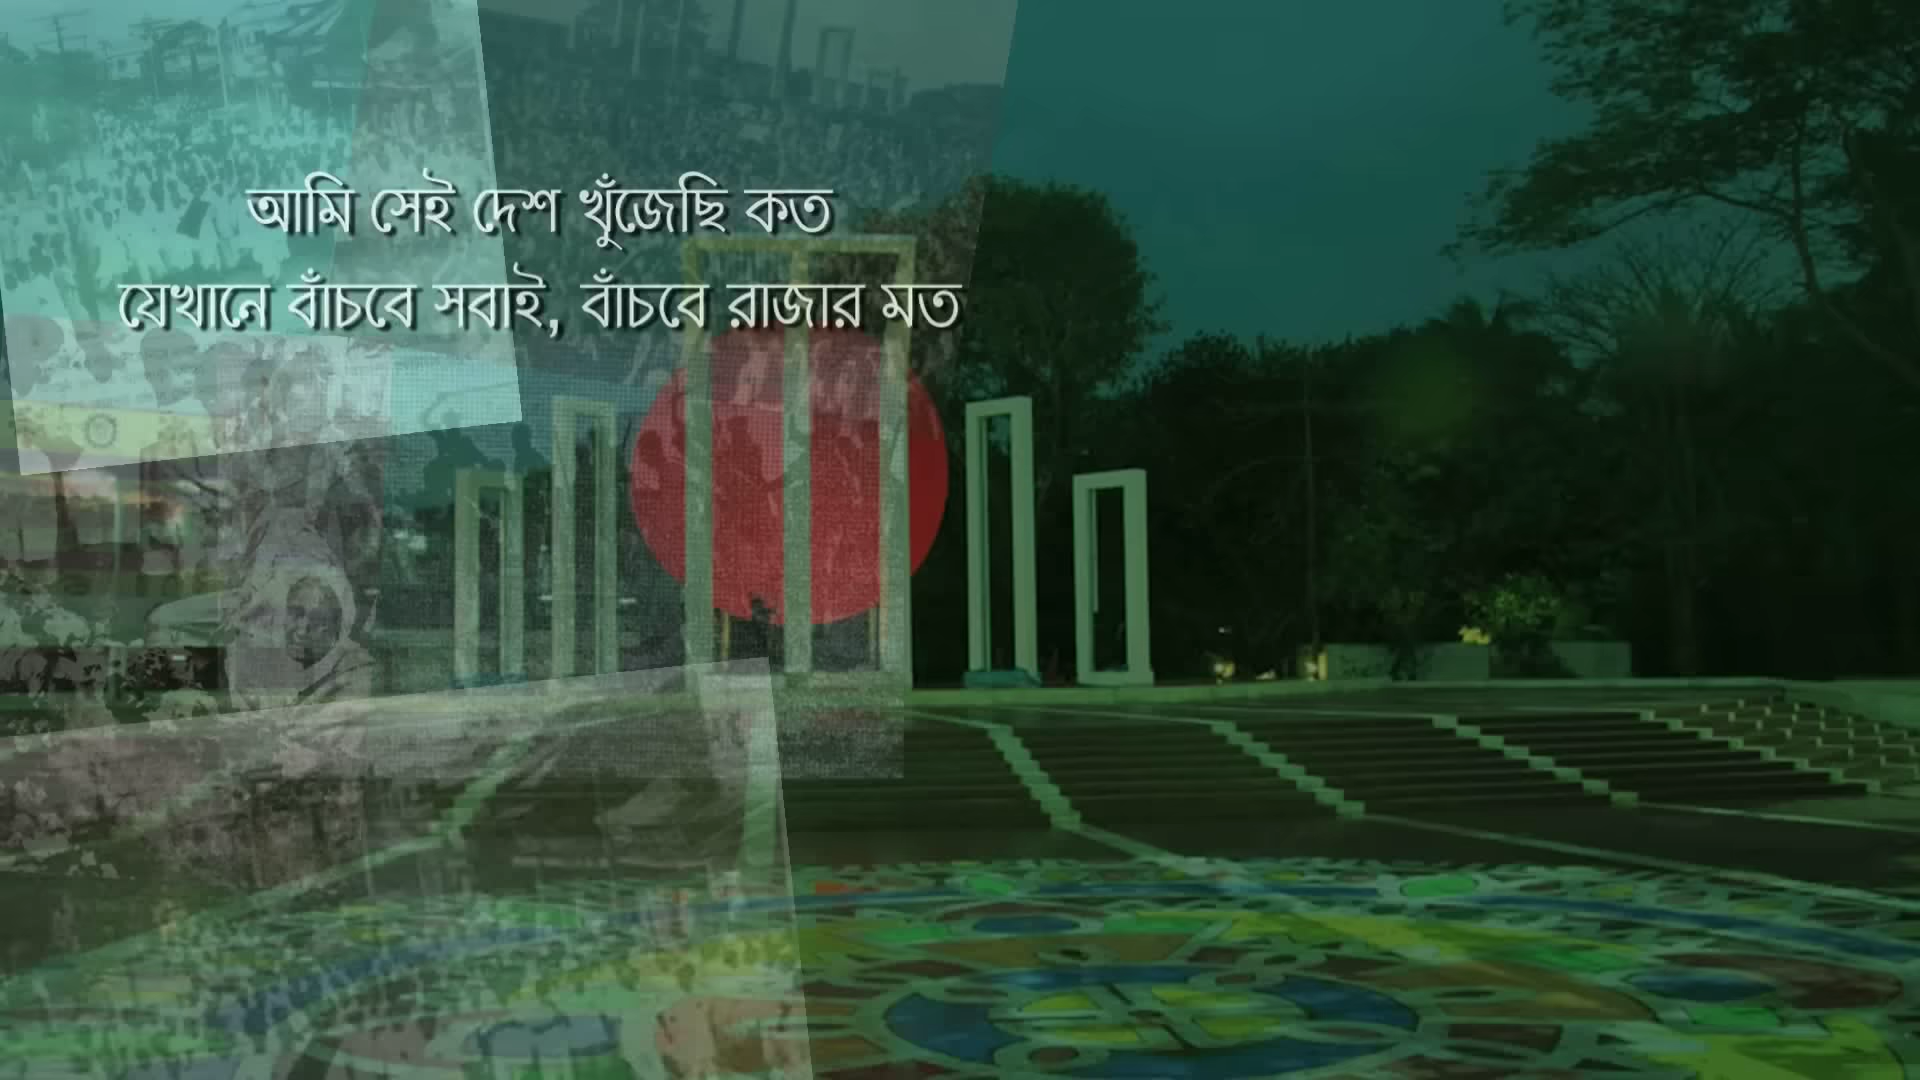 আমি সেই দেশ খুঁজেছি কত
যেখানে বাঁচবে সবাই, বাঁচবে রাজার মত